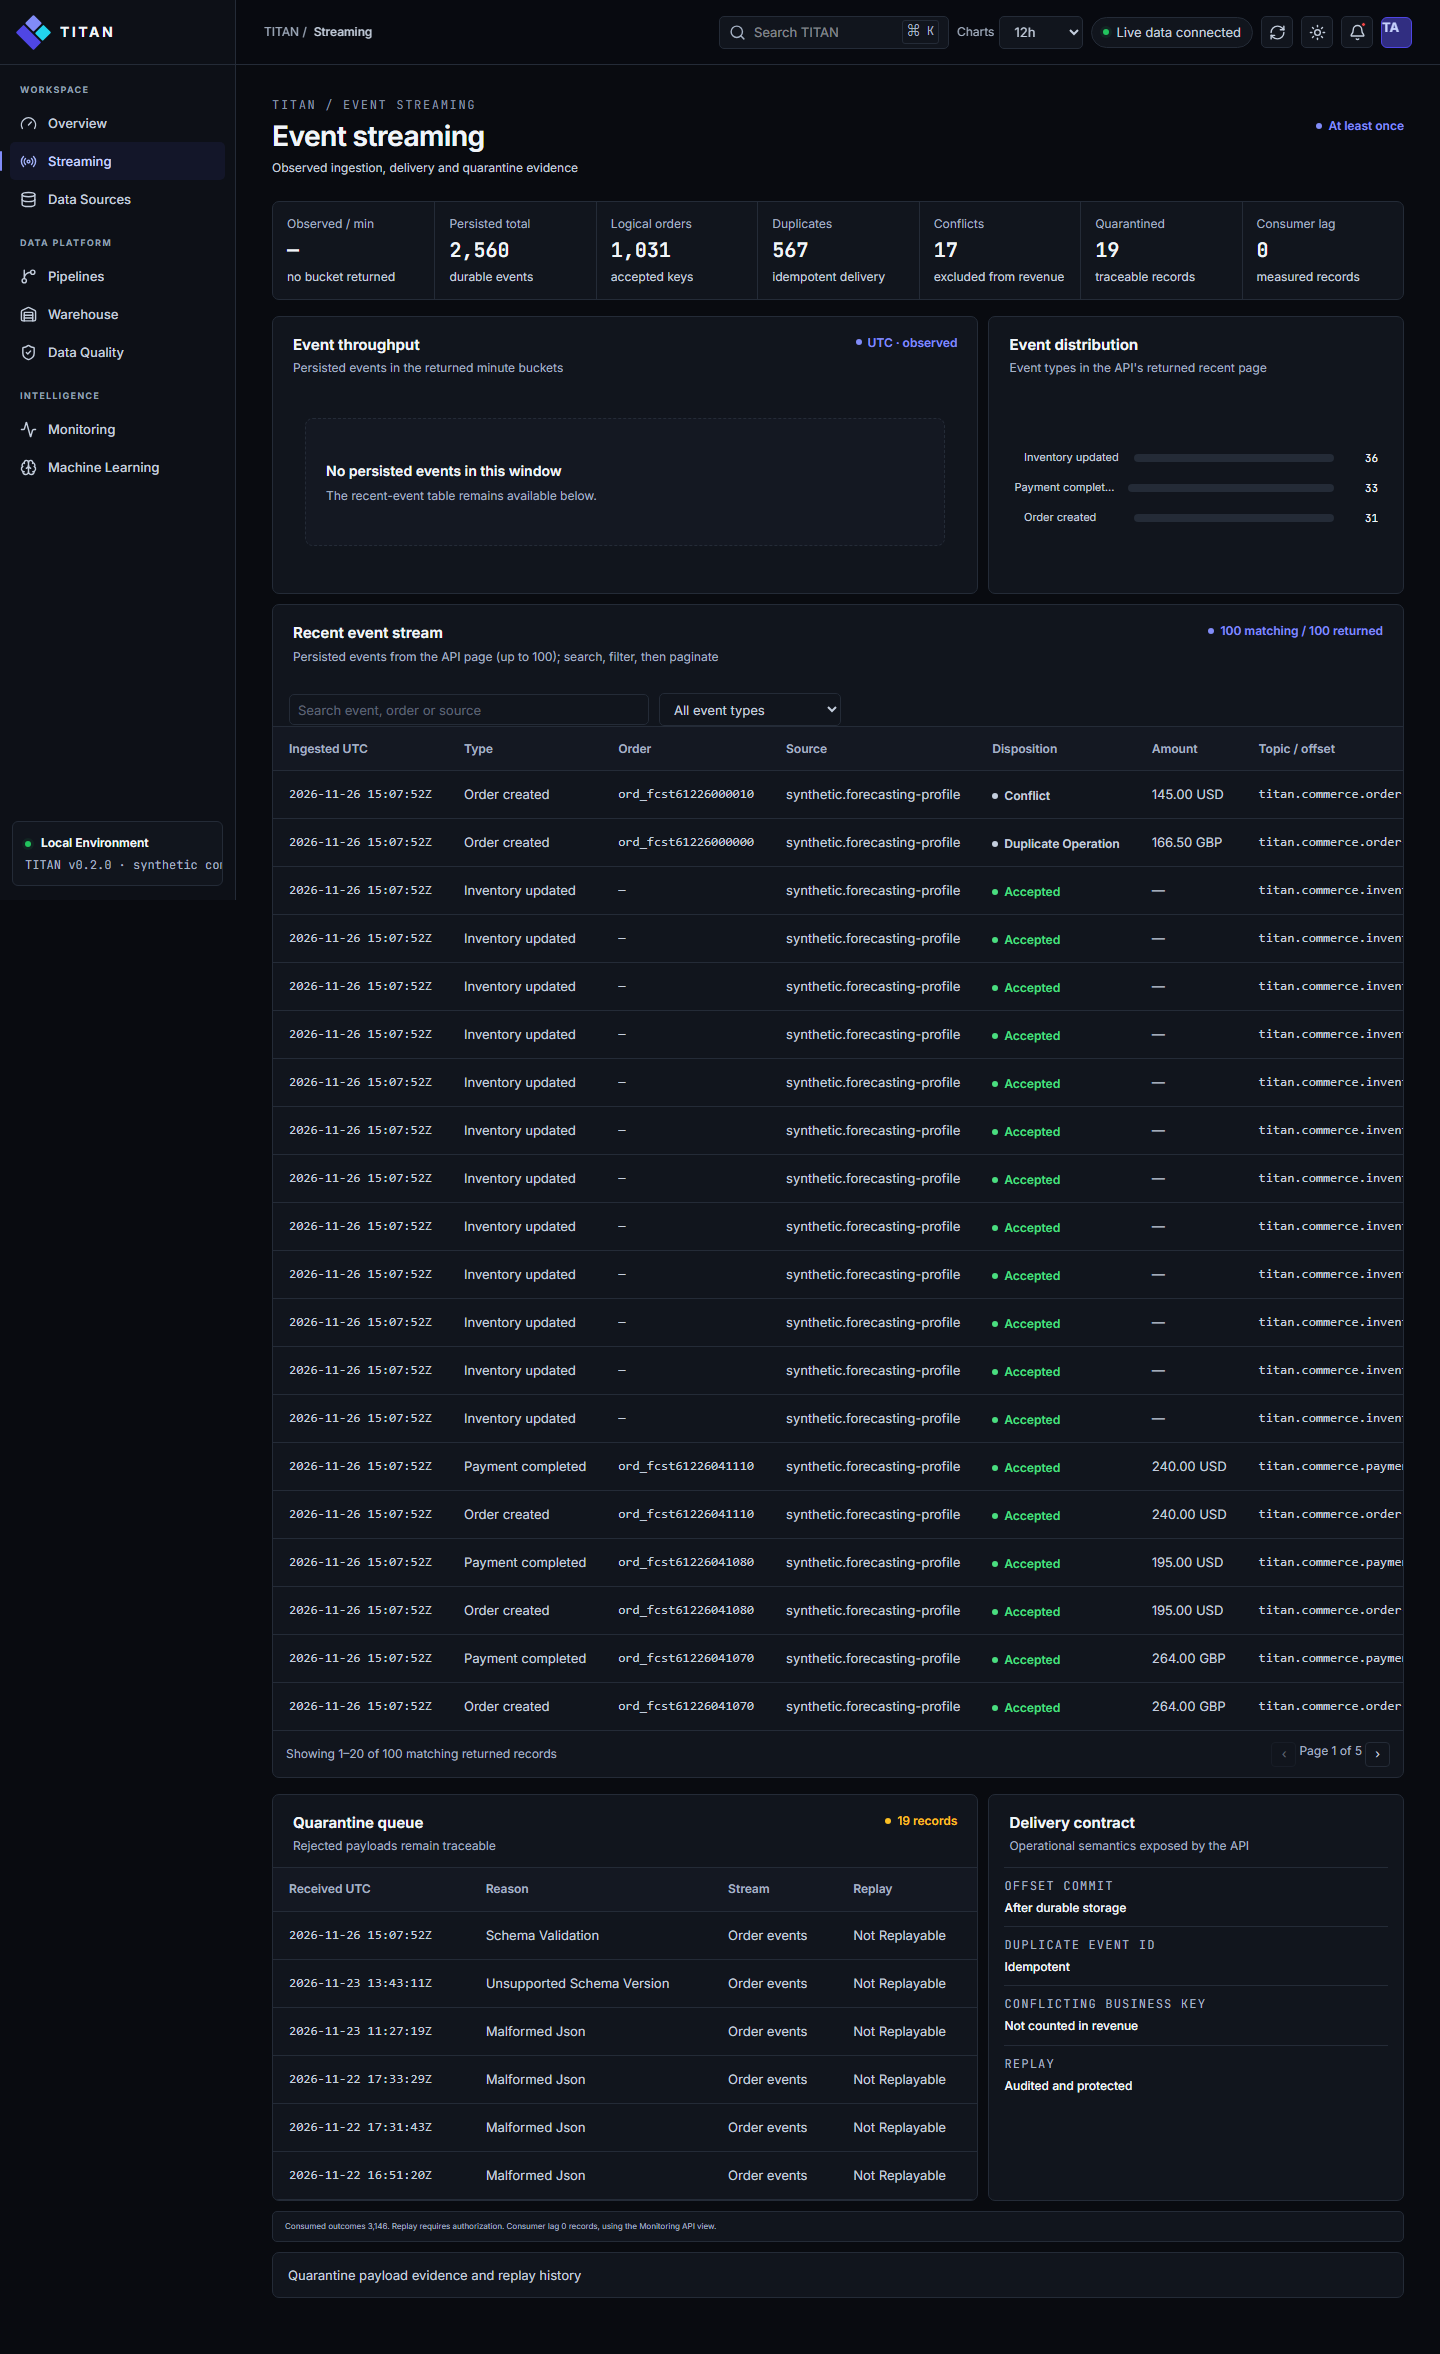 TITAN
TITAN / Streaming
Search TITAN
⌘ K
Charts
12h
Live data connected
TA
WORKSPACE
Overview
Streaming
Data Sources
DATA PLATFORM
Pipelines
Warehouse
Data Quality
INTELLIGENCE
Monitoring
Machine Learning
Local Environment
TITAN v0.2.0 · synthetic
TITAN / EVENT STREAMING
Event streaming
Observed ingestion, delivery and quarantine evidence
At least once
Observed / min
—
no bucket returned
Persisted total
2,560
durable events
Logical orders
1,031
accepted keys
Duplicates
567
idempotent delivery
Conflicts
17
excluded from revenue
Quarantined
19
traceable records
Consumer lag
0
measured records
Event throughput
Persisted events in the returned minute buckets
UTC · observed
No persisted events in this window
The recent-event table remains available below.
Event distribution
Event types in the API's returned recent page
Inventory updated 36
Payment complet... 33
Order created 31
Recent event stream
Persisted events from the API page (up to 100); search, filter, then paginate
100 matching / 100 returned
Search event, order or source
All event types
Ingested UTC Type Order Source Disposition Amount Topic / offset
2026-11-26 15:07:52Z Order created ord_fcst61226000010 synthetic.forecasting-profile Conflict 145.00 USD titan.commerce.order
2026-11-26 15:07:52Z Order created ord_fcst61226000000 synthetic.forecasting-profile Duplicate Operation 166.50 GBP titan.commerce.order
2026-11-26 15:07:52Z Inventory updated — synthetic.forecasting-profile Accepted — titan.commerce.inven
2026-11-26 15:07:52Z Inventory updated — synthetic.forecasting-profile Accepted — titan.commerce.inven
2026-11-26 15:07:52Z Inventory updated — synthetic.forecasting-profile Accepted — titan.commerce.inven
2026-11-26 15:07:52Z Inventory updated — synthetic.forecasting-profile Accepted — titan.commerce.inven
2026-11-26 15:07:52Z Inventory updated — synthetic.forecasting-profile Accepted — titan.commerce.inven
2026-11-26 15:07:52Z Inventory updated — synthetic.forecasting-profile Accepted — titan.commerce.inven
2026-11-26 15:07:52Z Inventory updated — synthetic.forecasting-profile Accepted — titan.commerce.inven
2026-11-26 15:07:52Z Inventory updated — synthetic.forecasting-profile Accepted — titan.commerce.inven
2026-11-26 15:07:52Z Inventory updated — synthetic.forecasting-profile Accepted — titan.commerce.inven
2026-11-26 15:07:52Z Inventory updated — synthetic.forecasting-profile Accepted — titan.commerce.inven
2026-11-26 15:07:52Z Inventory updated — synthetic.forecasting-profile Accepted — titan.commerce.inven
2026-11-26 15:07:52Z Inventory updated — synthetic.forecasting-profile Accepted — titan.commerce.inven
2026-11-26 15:07:52Z Payment completed ord_fcst61226041110 synthetic.forecasting-profile Accepted 240.00 USD titan.commerce.payme
2026-11-26 15:07:52Z Order created ord_fcst61226041110 synthetic.forecasting-profile Accepted 240.00 USD titan.commerce.order
2026-11-26 15:07:52Z Payment completed ord_fcst61226041080 synthetic.forecasting-profile Accepted 195.00 USD titan.commerce.payme
2026-11-26 15:07:52Z Order created ord_fcst61226041080 synthetic.forecasting-profile Accepted 195.00 USD titan.commerce.order
2026-11-26 15:07:52Z Payment completed ord_fcst61226041070 synthetic.forecasting-profile Accepted 264.00 GBP titan.commerce.payme
2026-11-26 15:07:52Z Order created ord_fcst61226041070 synthetic.forecasting-profile Accepted 264.00 GBP titan.commerce.order
Showing 1–20 of 100 matching returned records
‹ Page 1 of 5 ›
Quarantine queue
Rejected payloads remain traceable
19 records
Received UTC Reason Stream Replay
2026-11-26 15:07:52Z Schema Validation Order events Not Replayable
2026-11-23 13:43:11Z Unsupported Schema Version Order events Not Replayable
2026-11-23 11:27:19Z Malformed Json Order events Not Replayable
2026-11-22 17:33:29Z Malformed Json Order events Not Replayable
2026-11-22 17:31:43Z Malformed Json Order events Not Replayable
2026-11-22 16:51:20Z Malformed Json Order events Not Replayable
Delivery contract
Operational semantics exposed by the API
OFFSET COMMIT
After durable storage
DUPLICATE EVENT ID
Idempotent
CONFLICTING BUSINESS KEY
Not counted in revenue
REPLAY
Audited and protected
Consumed outcomes 3,146. Replay requires authorization. Consumer lag 0 records, using the Monitoring API view.
Quarantine payload evidence and replay history